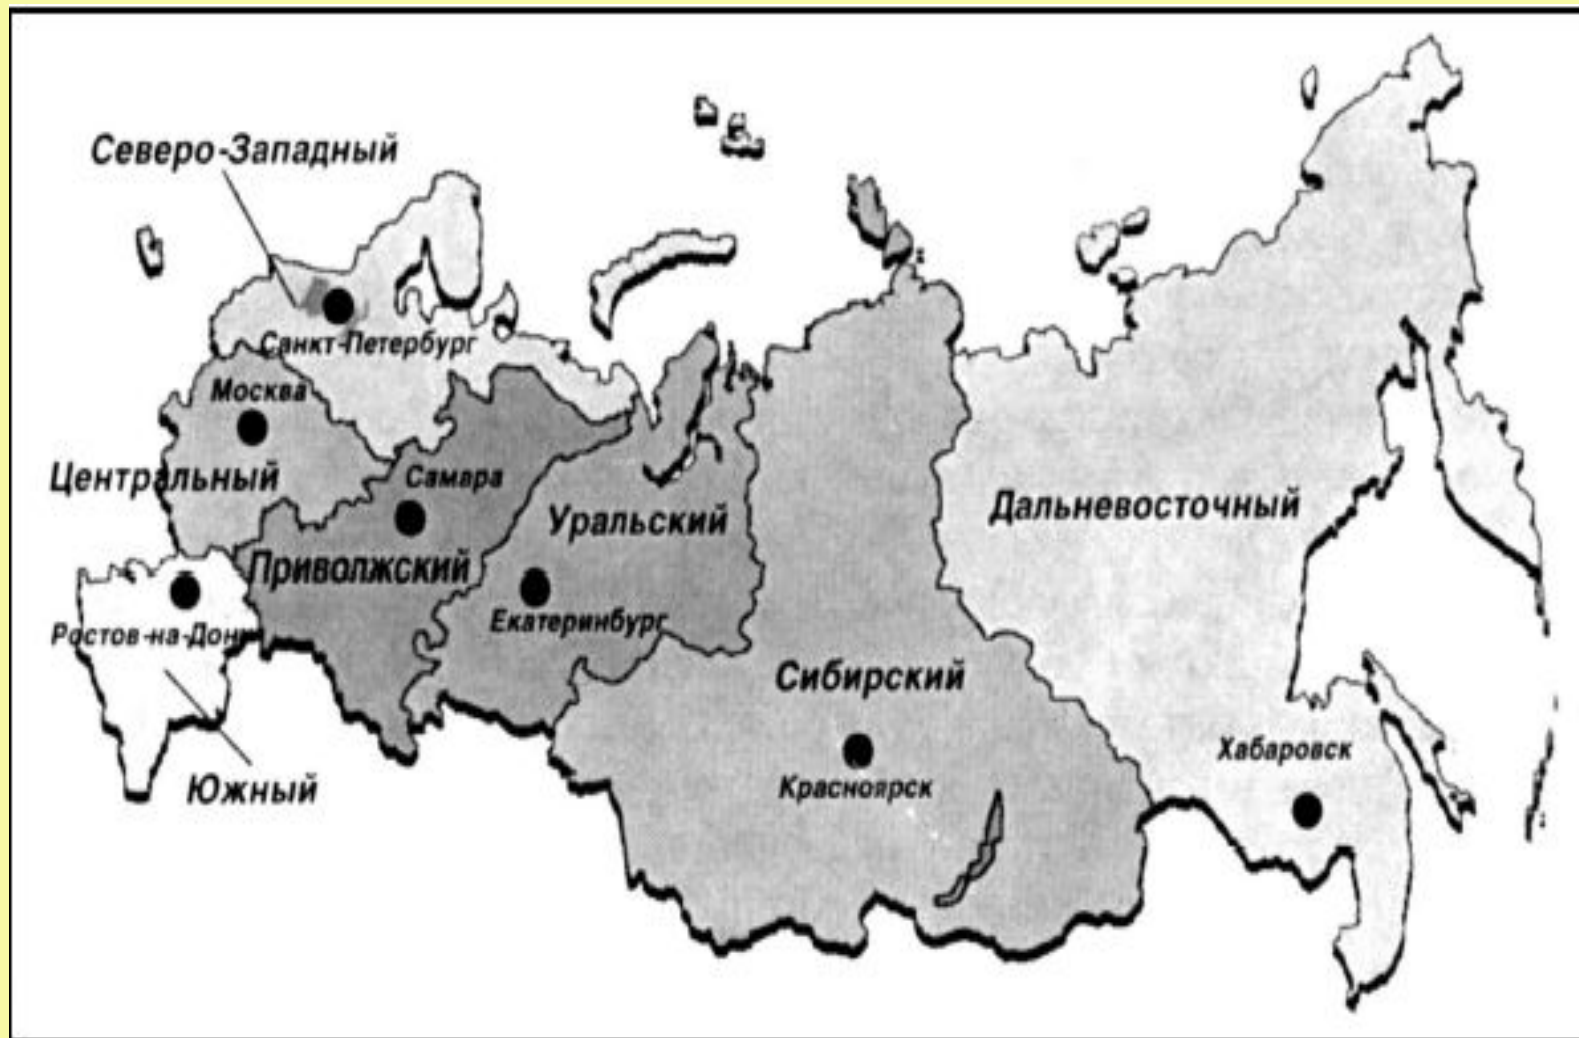 Северо-Западный
Санкт-Петербург
Москва
Центральный
Самара
Уральский
Дальневосточный
Приволжский
Екатеринбург
Ростов-на-Дону
Сибирский
Хабаровск
Южный
Красноярск